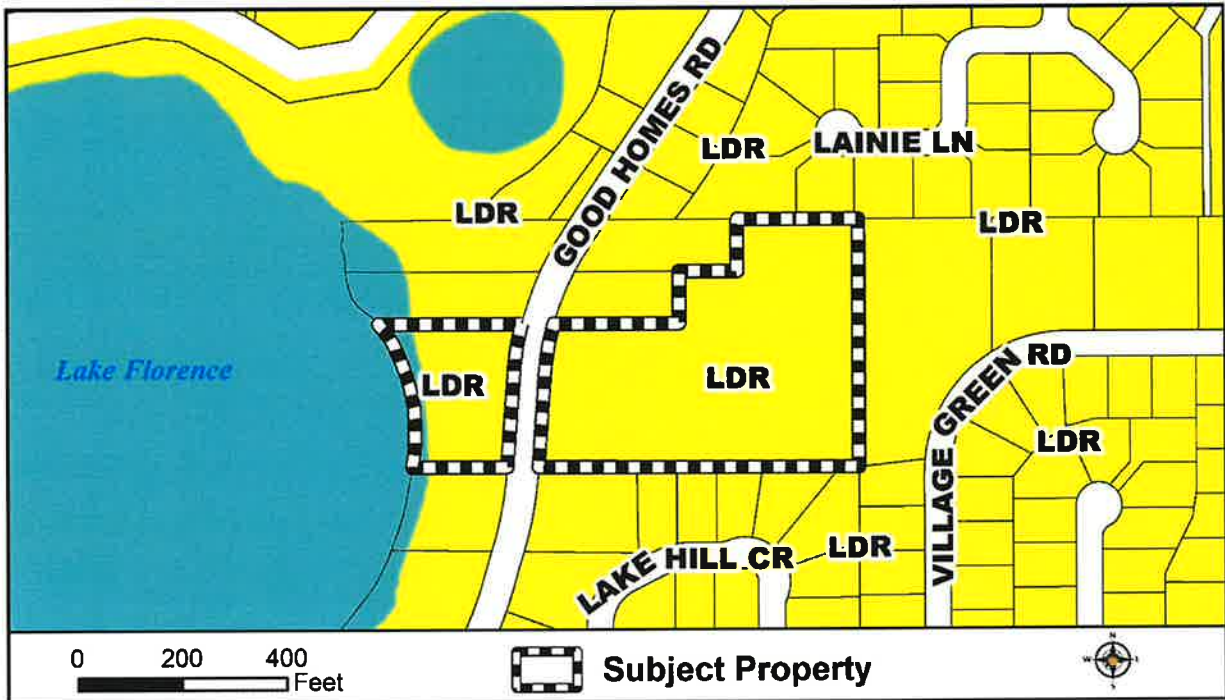 GOOD HOMES RD
LDR
LAINIE LN
LDR
LDR
Lake Florence
LDR
LDR
VILLAGE GREEN RD
LDR
LAKE HILL CR
LDR
0 200 400
Feet
Subject Property
N
W
E
S